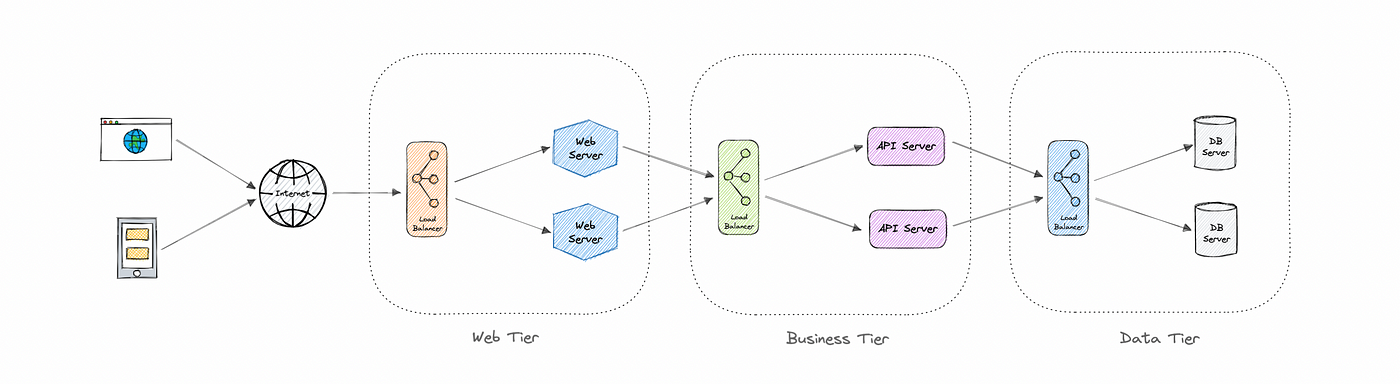 Internet
Load
Balancer
Web
Server
Web
Server
Web Tier
Load
Balancer
API Server
API Server
Business Tier
Load
Balancer
DB
Server
DB
Server
Data Tier